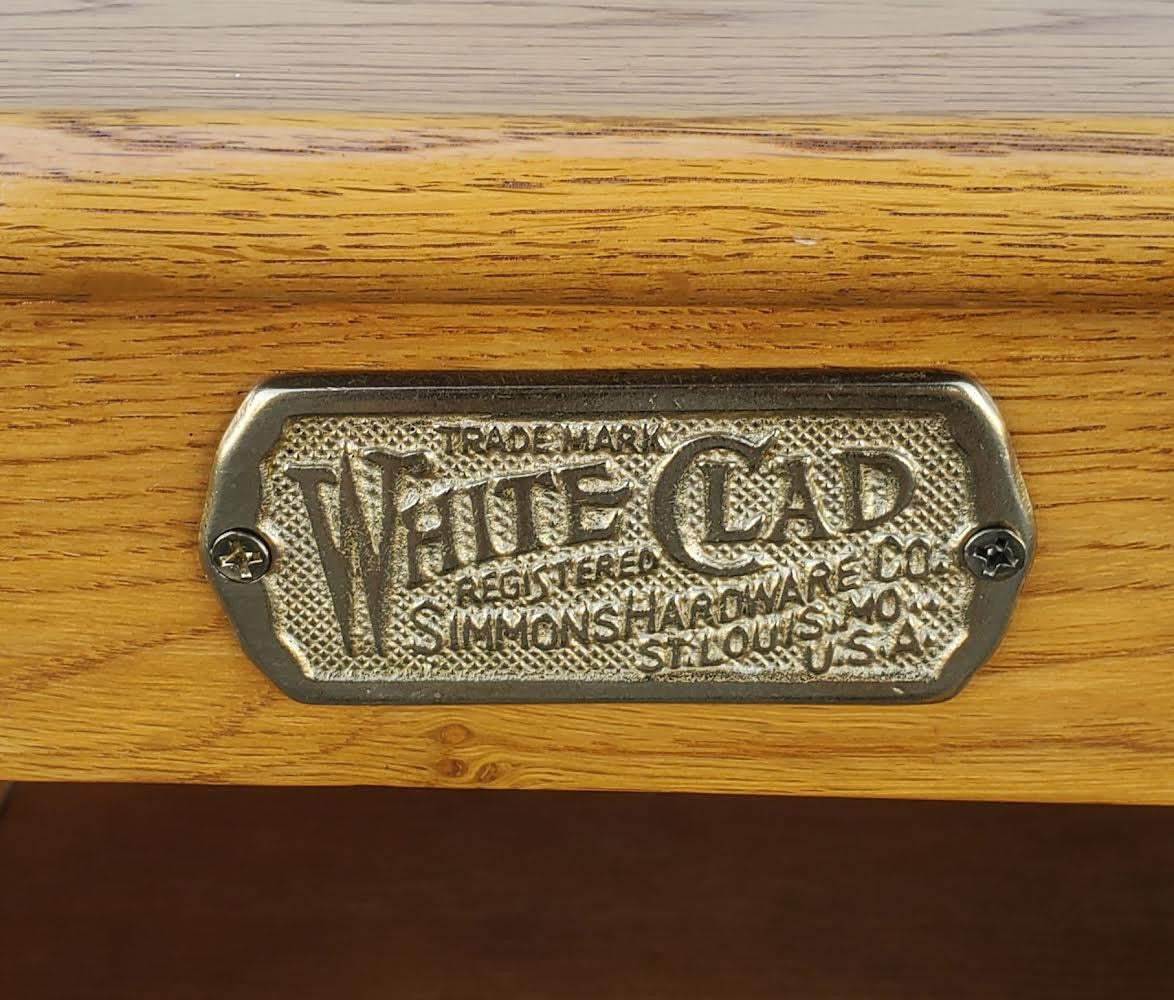 TRADE MARK
WHITE CLAD
REGISTERED
SIMMONS HARDWARE CO.
ST. LOUIS. MO.
U.S.A.